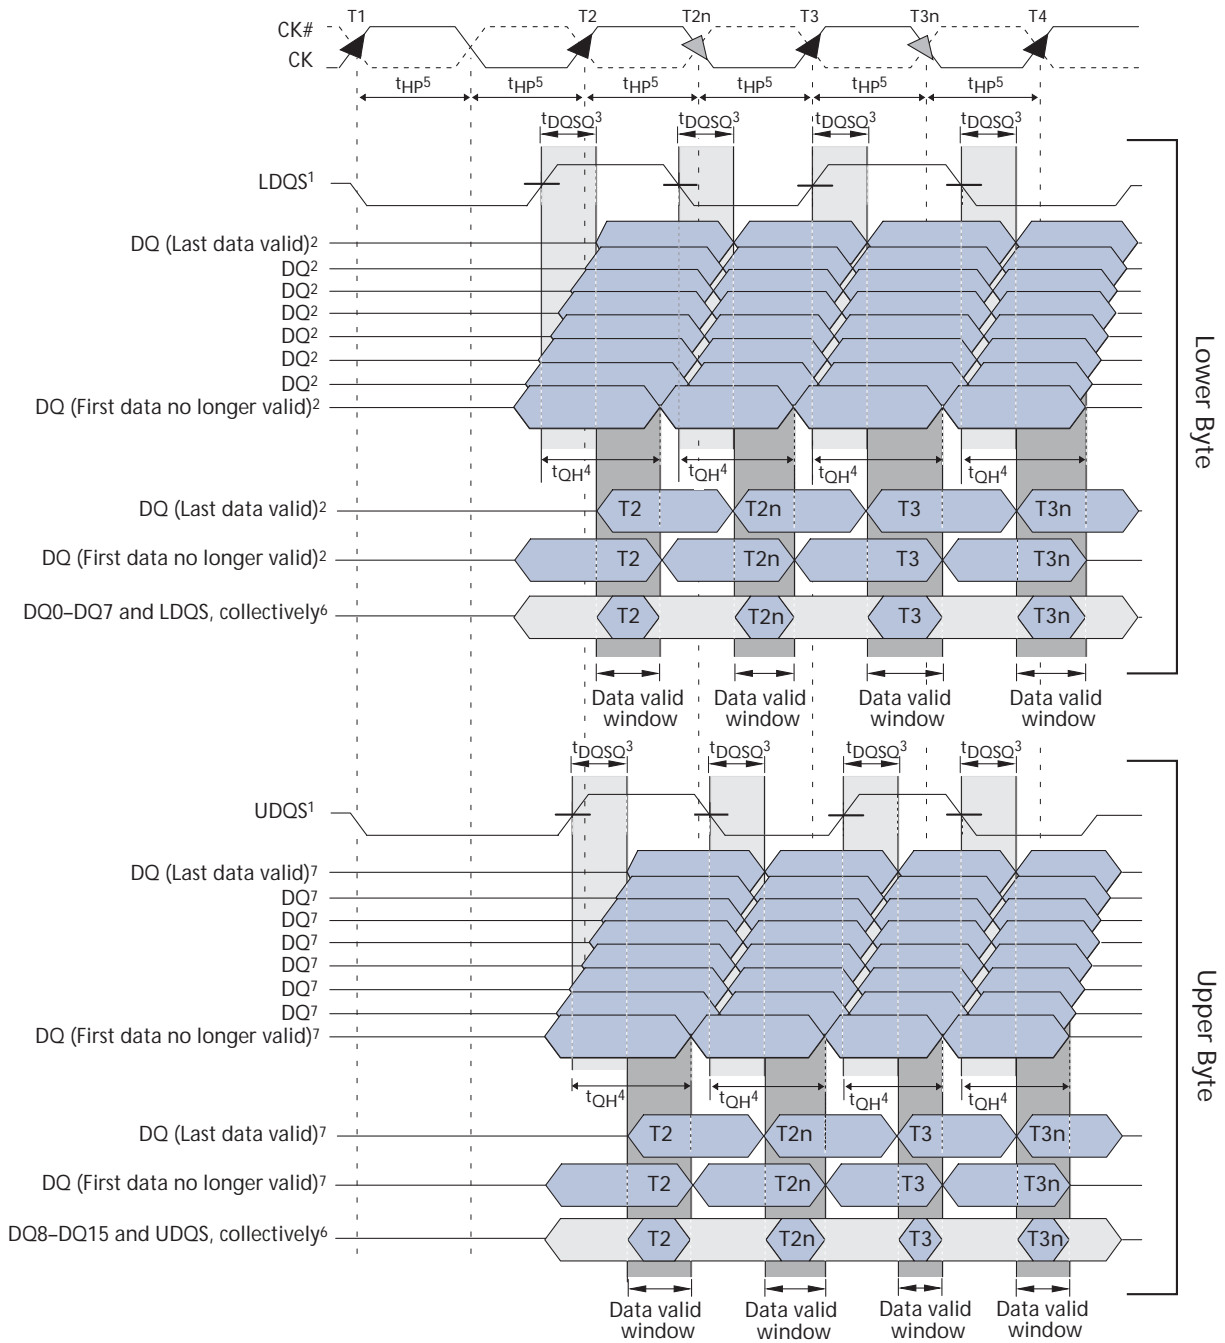 T1 T2 T2n T3 T3n T4
CK#
CK
tHP5 tHP5 tHP5 tHP5 tHP5 tHP5
tDQSQ3 tDQSQ3 tDQSQ3 tDQSQ3
LDQS1
DQ (Last data valid)2
DQ2
DQ2
DQ2
DQ2
DQ2
DQ2
DQ (First data no longer valid)2
tQH4 tQH4 tQH4 tQH4
DQ (Last data valid)2 T2 T2n T3 T3n
DQ (First data no longer valid)2 T2 T2n T3 T3n
DQ0–DQ7 and LDQS, collectively6 T2 T2n T3 T3n
Data valid Data valid Data valid Data valid
window window window window
Lower Byte
tDQSQ3 tDQSQ3 tDQSQ3 tDQSQ3
UDQS1
DQ (Last data valid)7
DQ7
DQ7
DQ7
DQ7
DQ7
DQ7
DQ (First data no longer valid)7
tQH4 tQH4 tQH4 tQH4
DQ (Last data valid)7 T2 T2n T3 T3n
DQ (First data no longer valid)7 T2 T2n T3 T3n
DQ8–DQ15 and UDQS, collectively6 T2 T2n T3 T3n
Data valid Data valid Data valid Data valid
window window window window
Upper Byte